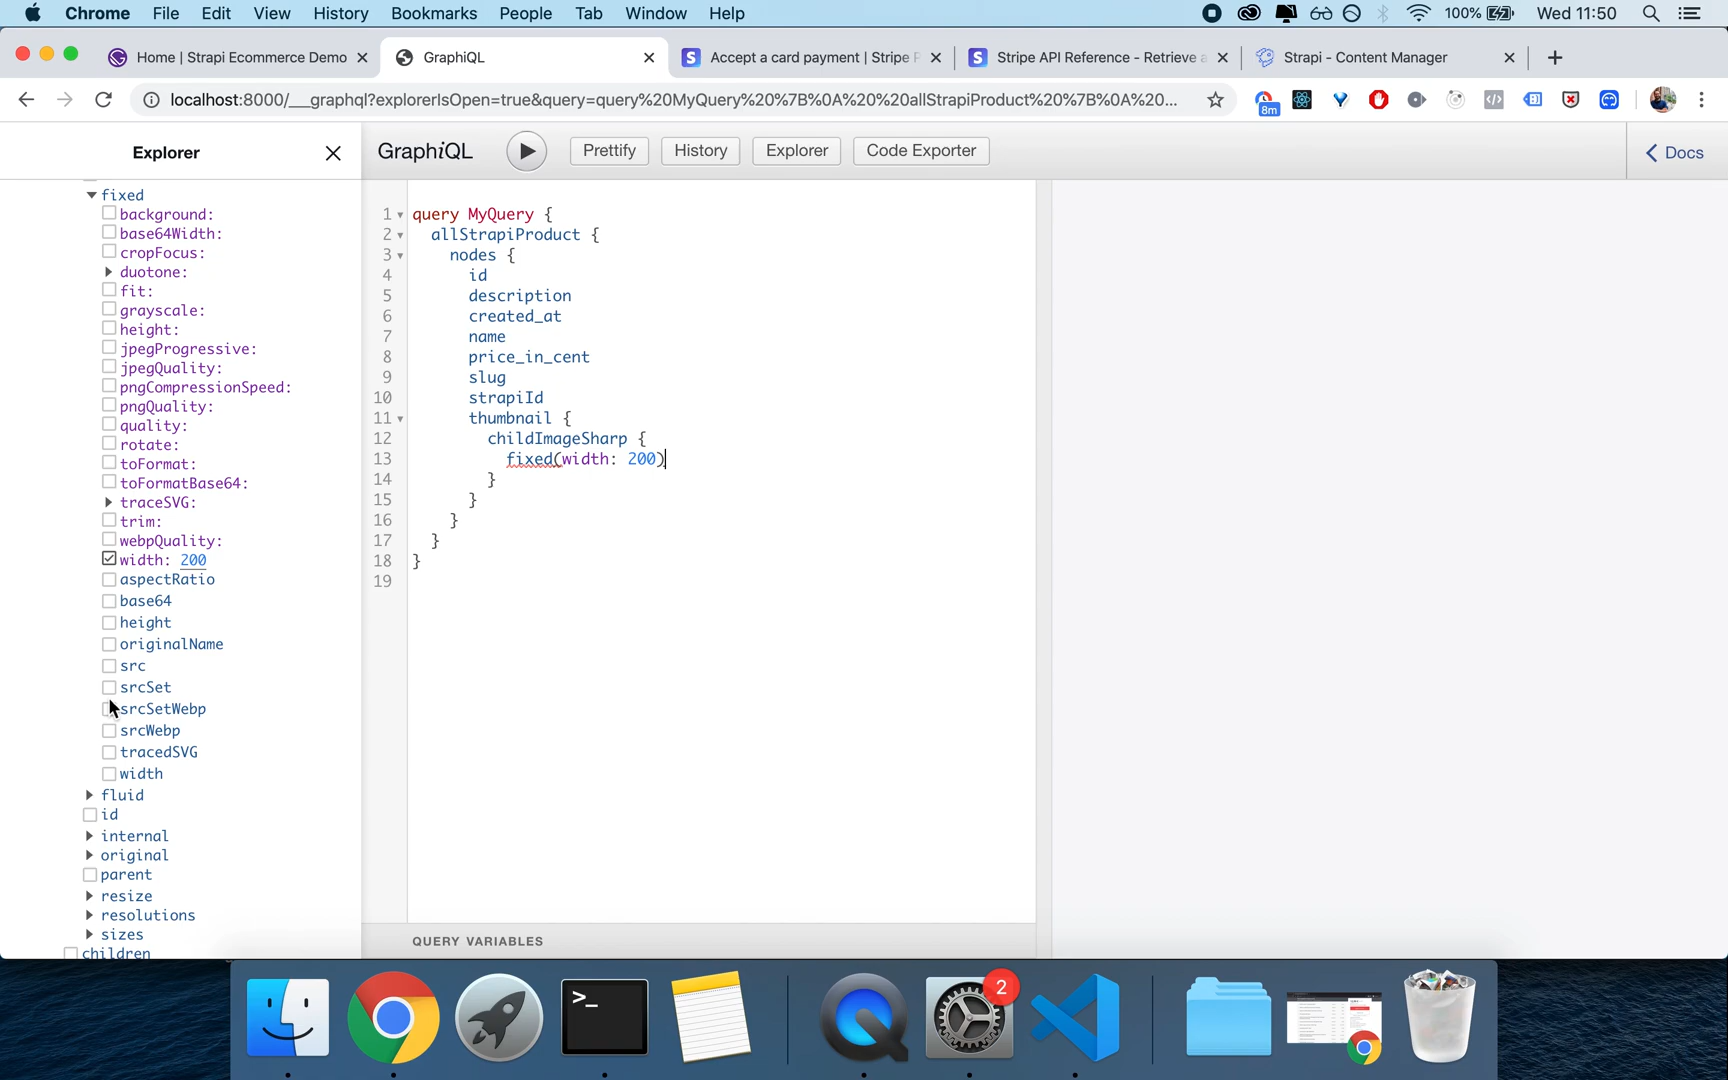 Chrome File Edit View History Bookmarks People Tab Window Help 100% Wed 11:50
Home | Strapi Ecommerce Demo GraphiQL Accept a card payment | Stripe Stripe API Reference - Retrieve Strapi - Content Manager
localhost:8000/___graphql?explorerIsOpen=true&query=query%20MyQuery%20%7B%0A%20%20allStrapiProduct%20%7B%0A%20... 8m
Explorer
GraphiQL Prettify History Explorer Code Exporter Docs
fixed
background:
base64Width:
cropFocus:
duotone:
fit:
grayscale:
height:
jpegProgressive:
jpegQuality:
pngCompressionSpeed:
pngQuality:
quality:
rotate:
toFormat:
toFormatBase64:
traceSVG:
trim:
webpQuality:
width: 200
aspectRatio
base64
height
originalName
src
srcSet
srcSetWebp
srcWebp
tracedSVG
width
fluid
id
internal
original
parent
resize
resolutions
sizes
children
1 query MyQuery {
2 allStrapiProduct {
3 nodes {
4 id
5 description
6 created_at
7 name
8 price_in_cent
9 slug
10 strapiId
11 thumbnail {
12 childImageSharp {
13 fixed(width: 200)
14 }
15 }
16 }
17 }
18 }
19
QUERY VARIABLES
2